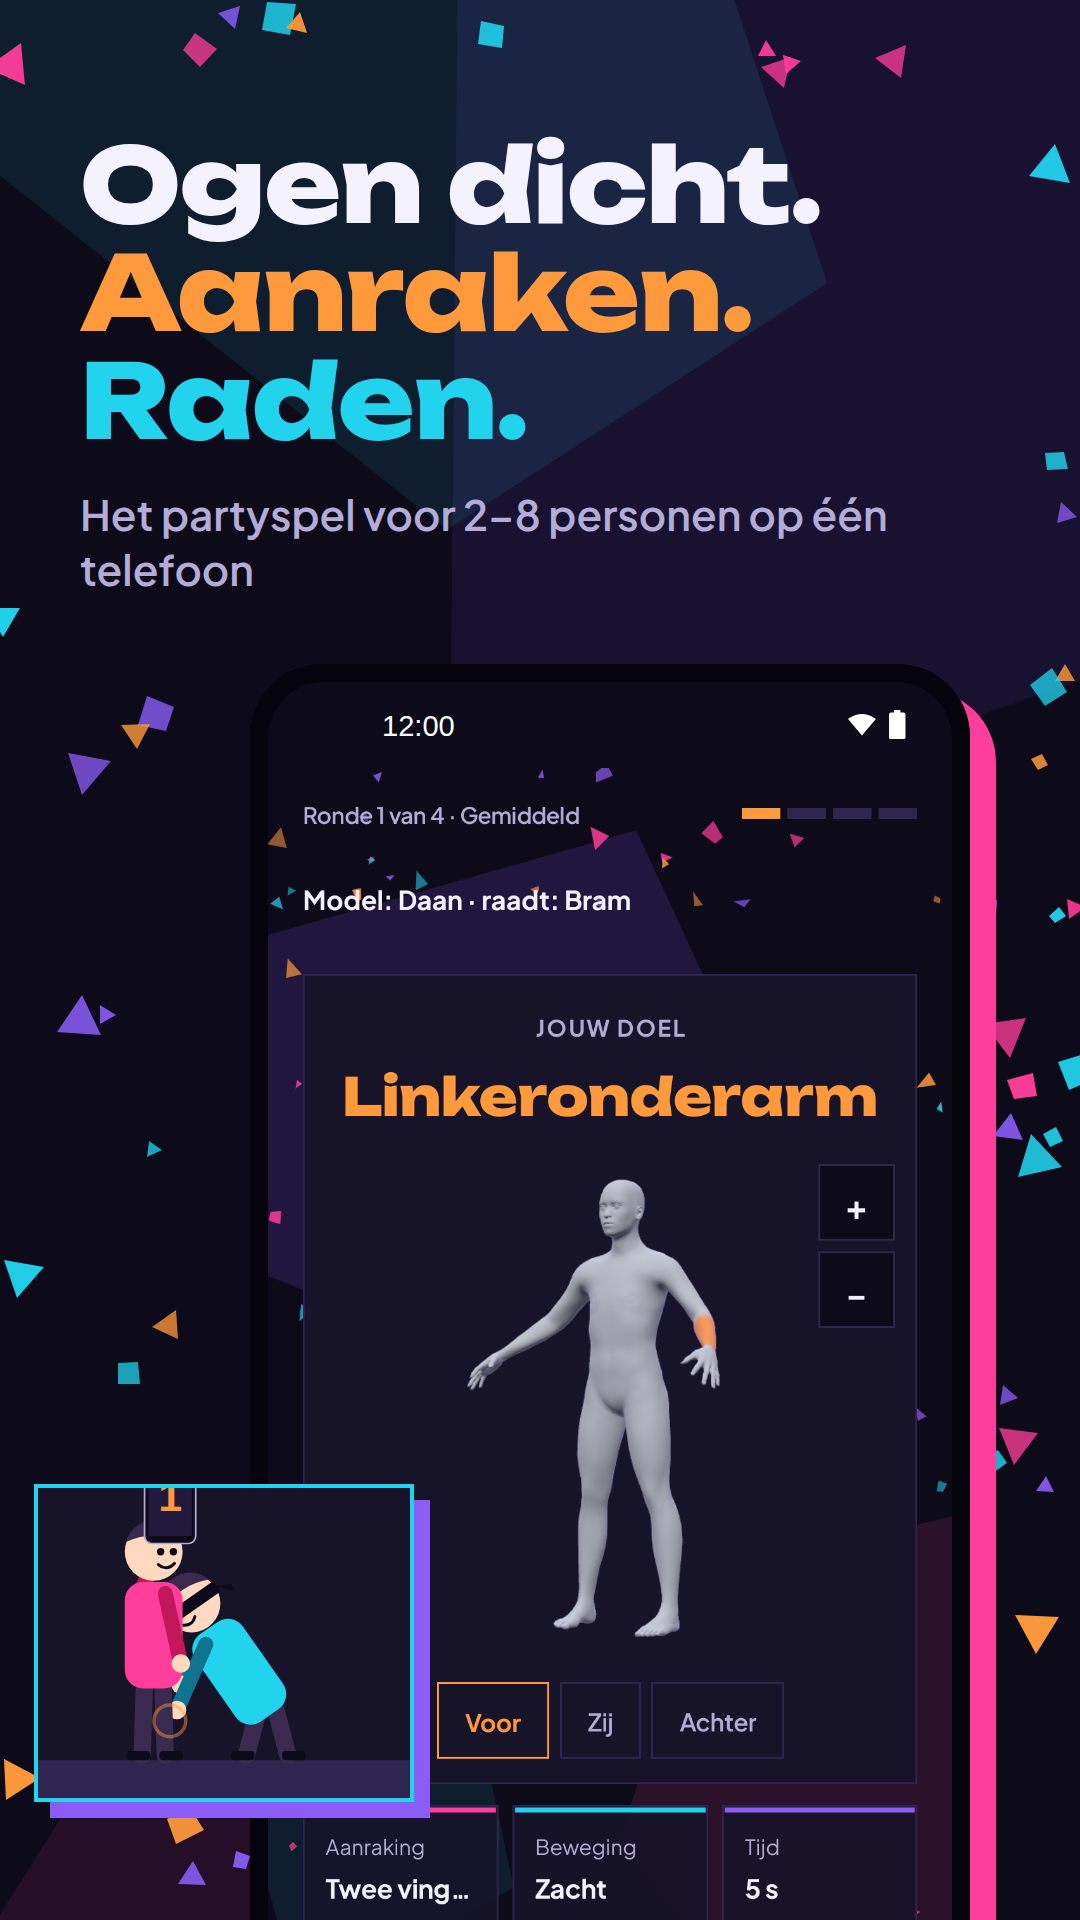 Ogen dicht.
Aanraken.
Raden.
Het partyspel voor 2–8 personen op één
telefoon
12:00
Ronde 1 van 4 · Gemiddeld
Model: Daan · raadt: Bram
JOUW DOEL
Linkeronderarm
+
–
1
Voor
Zij
Achter
Aanraking
Beweging
Tijd
Twee ving...
Zacht
5 s